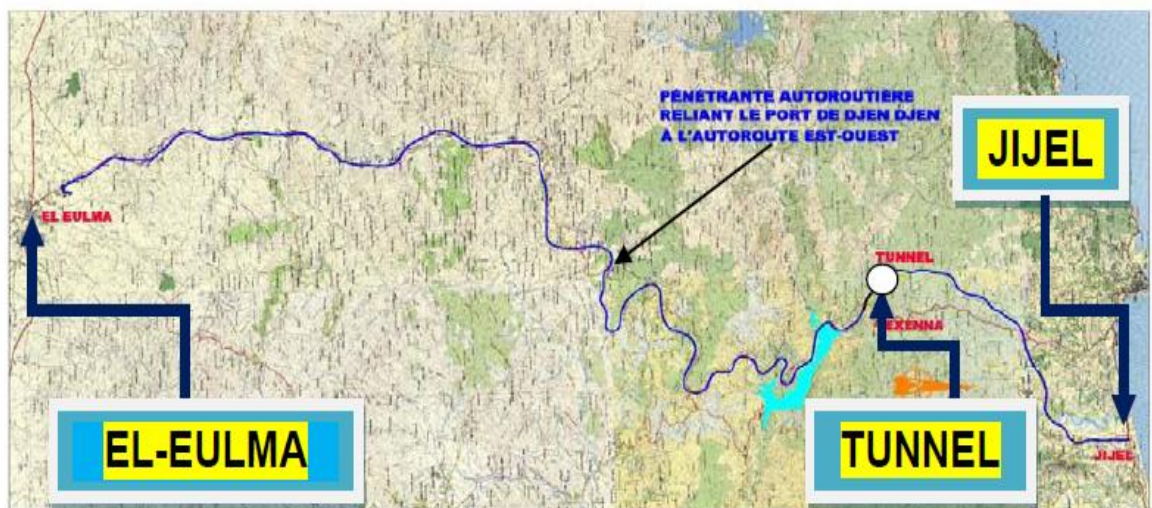 PÉNÉTRANTE AUTOROUTIÈRE
RELIANT LE PORT DE DJEN DJEN
À L'AUTOROUTE EST-OUEST
JIJEL
EL EULMA
TUNNEL
EL-EULMA
TUNNEL
JIJEL